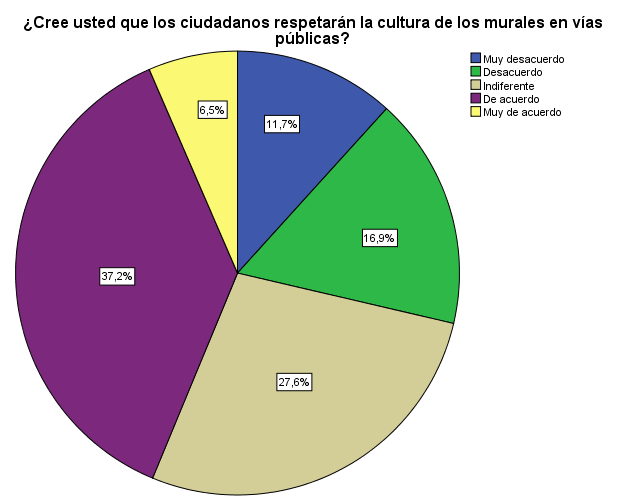 ¿Cree usted que los ciudadanos respetarán la cultura de los murales en vías
públicas?
Muy desacuerdo
Desacuerdo
Indiferente
De acuerdo
Muy de acuerdo
6,5%
11,7%
16,9%
37,2%
27,6%